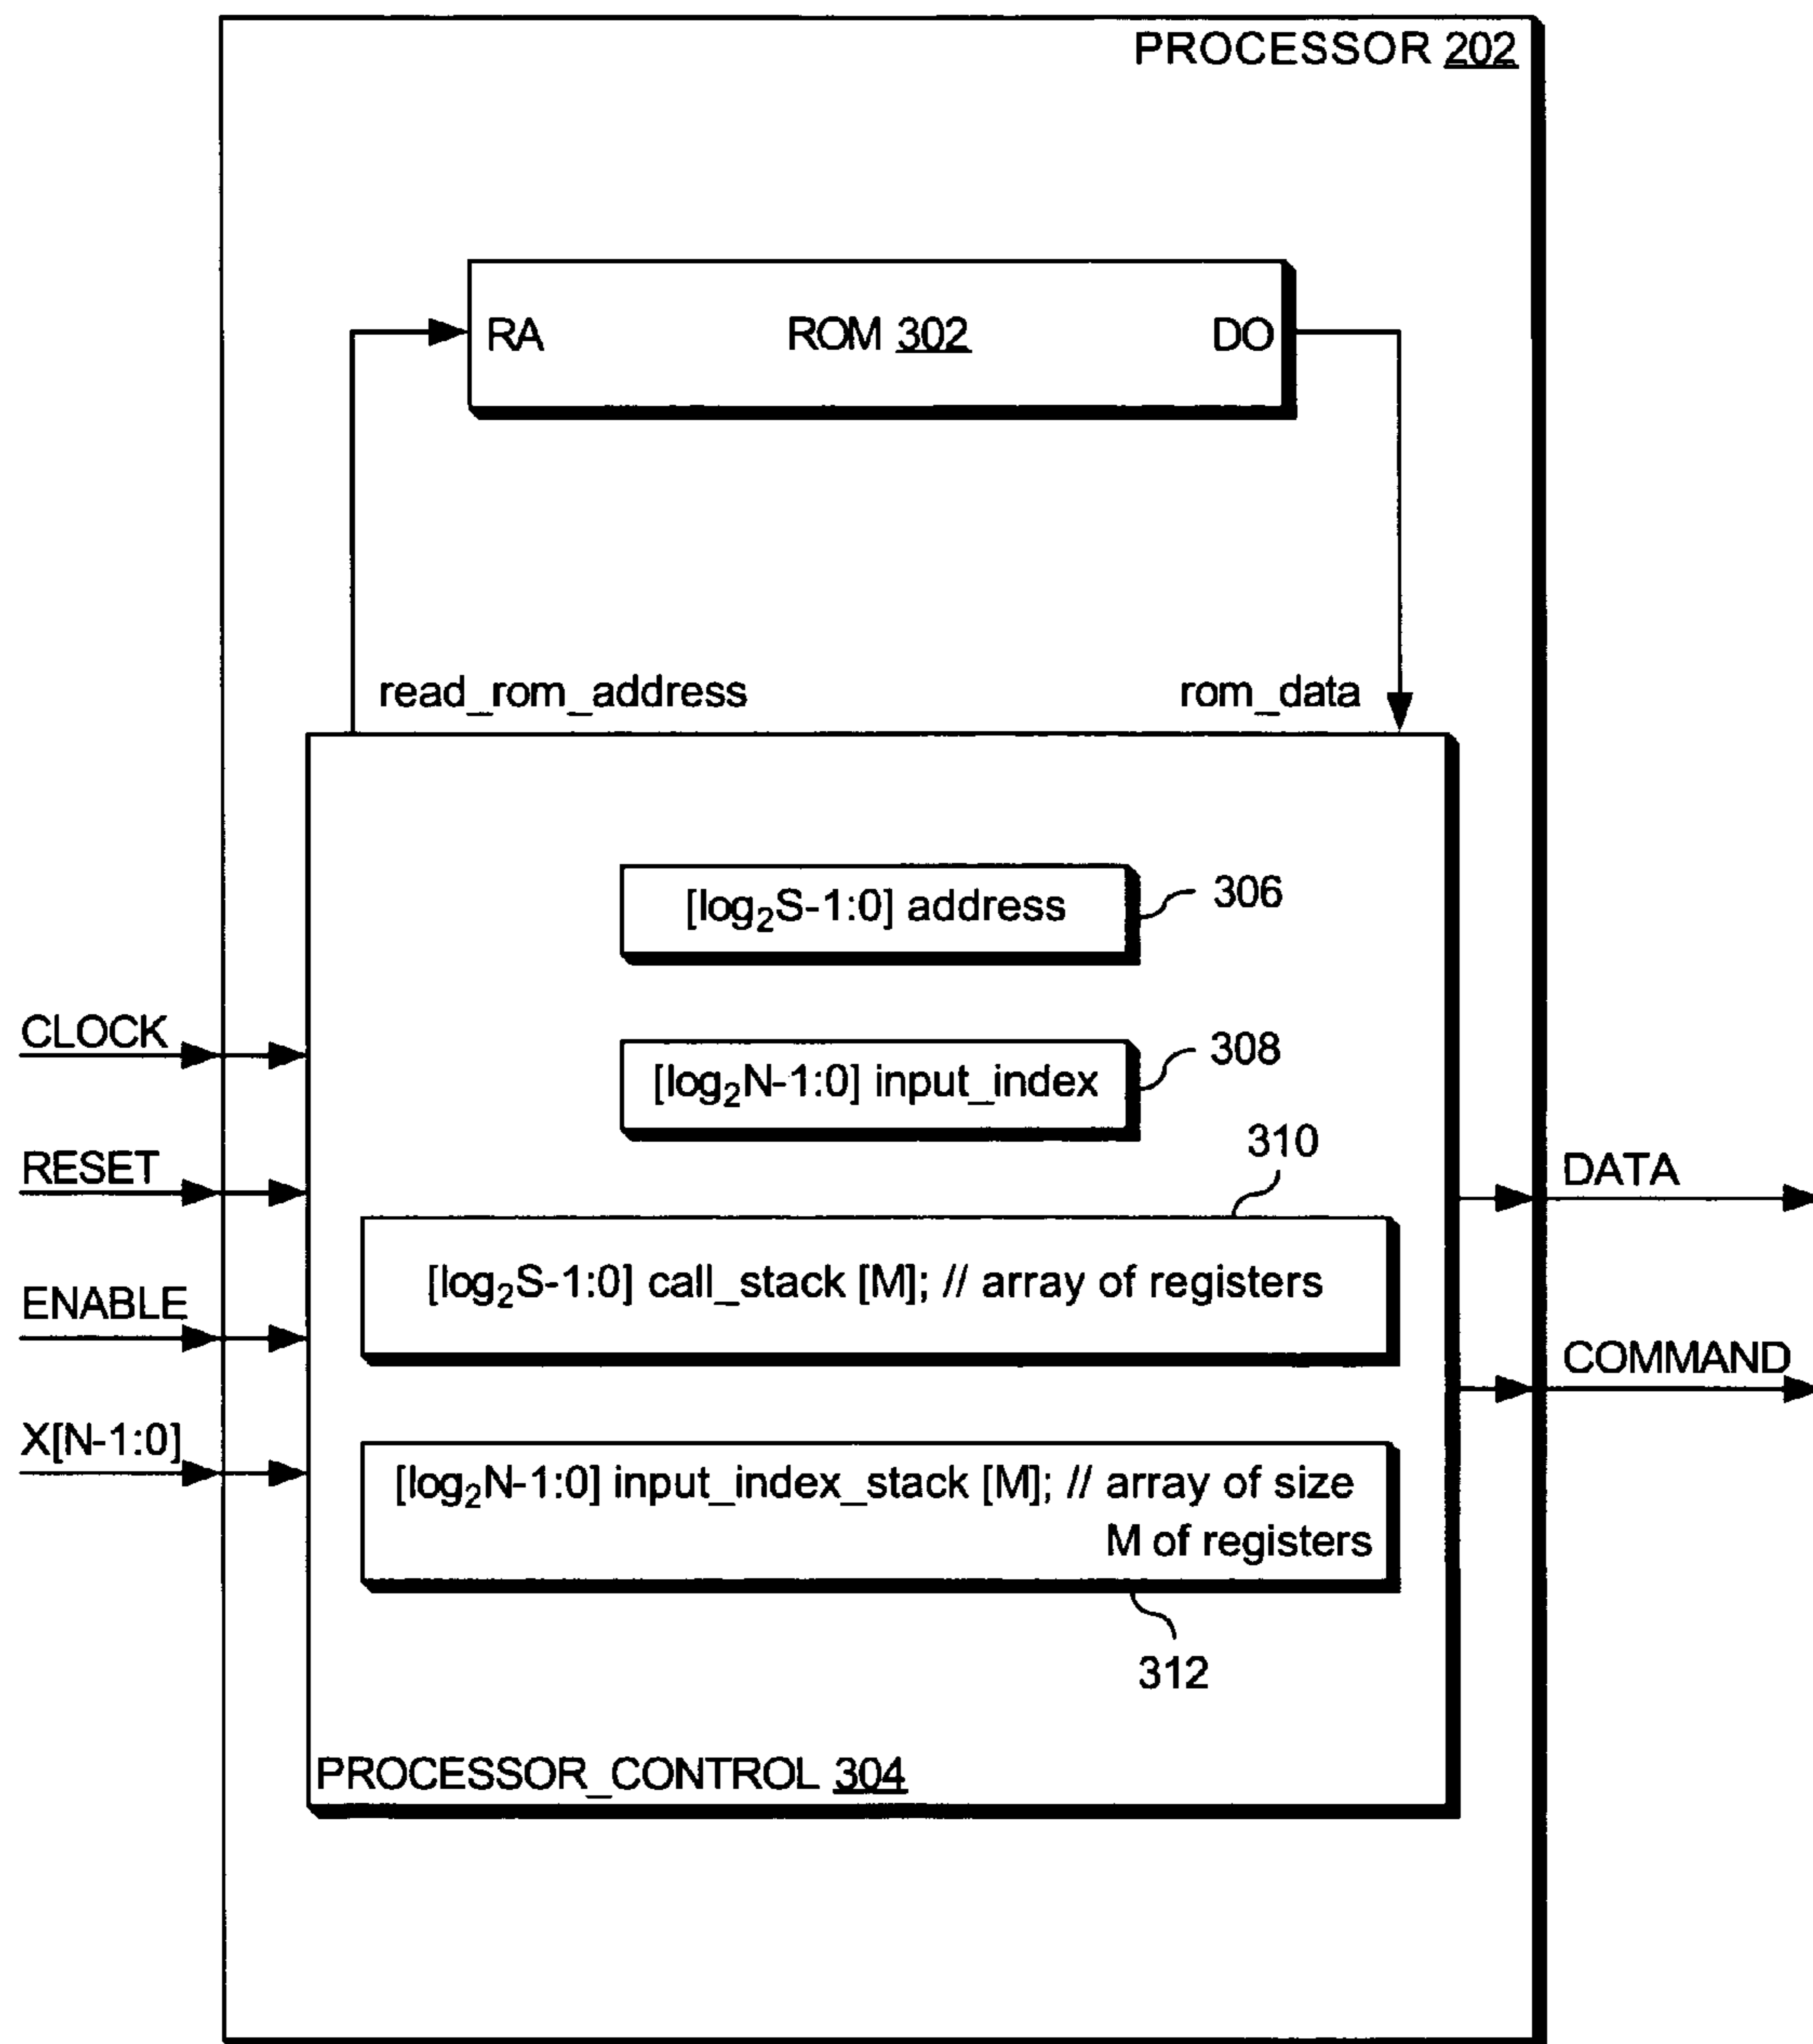 PROCESSOR 202
RA ROM 302 DO
read_rom_address rom_data
[log₂S-1:0] address 306
CLOCK
[log₂N-1:0] input_index 308
RESET
310
DATA
[log₂S-1:0] call_stack [M]; // array of registers
ENABLE
COMMAND
X[N-1:0]
[log₂N-1:0] input_index_stack [M]; // array of size
M of registers
312
PROCESSOR_CONTROL 304